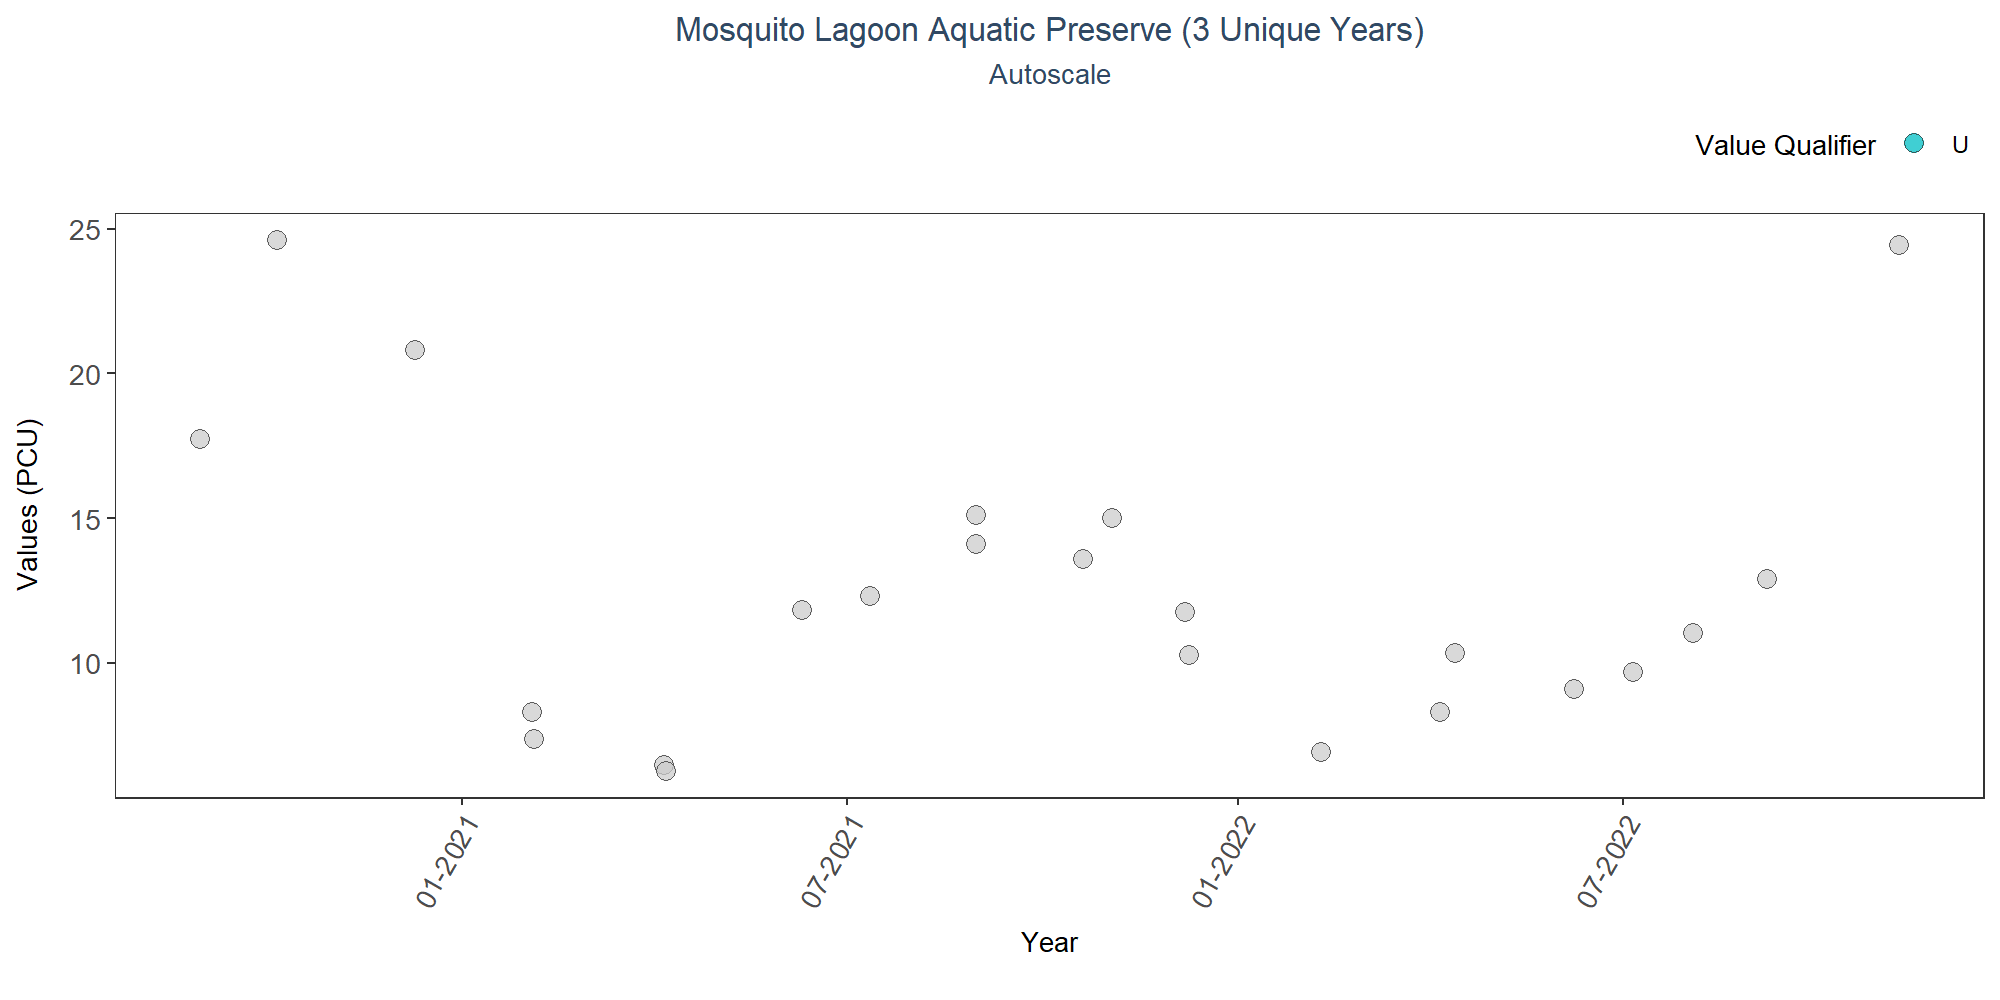 Mosquito Lagoon Aquatic Preserve (3 Unique Years)
Autoscale
Value Qualifier U
25
20
15
10
Values (PCU)
01-2021
07-2021
01-2022
07-2022
Year